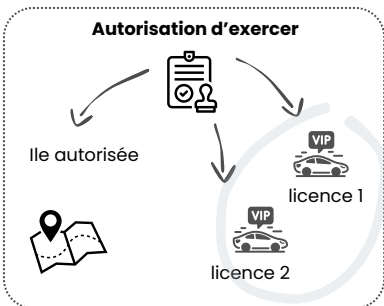 Autorisation d’exercer
Ile autorisée
VIP
licence 1
VIP
licence 2